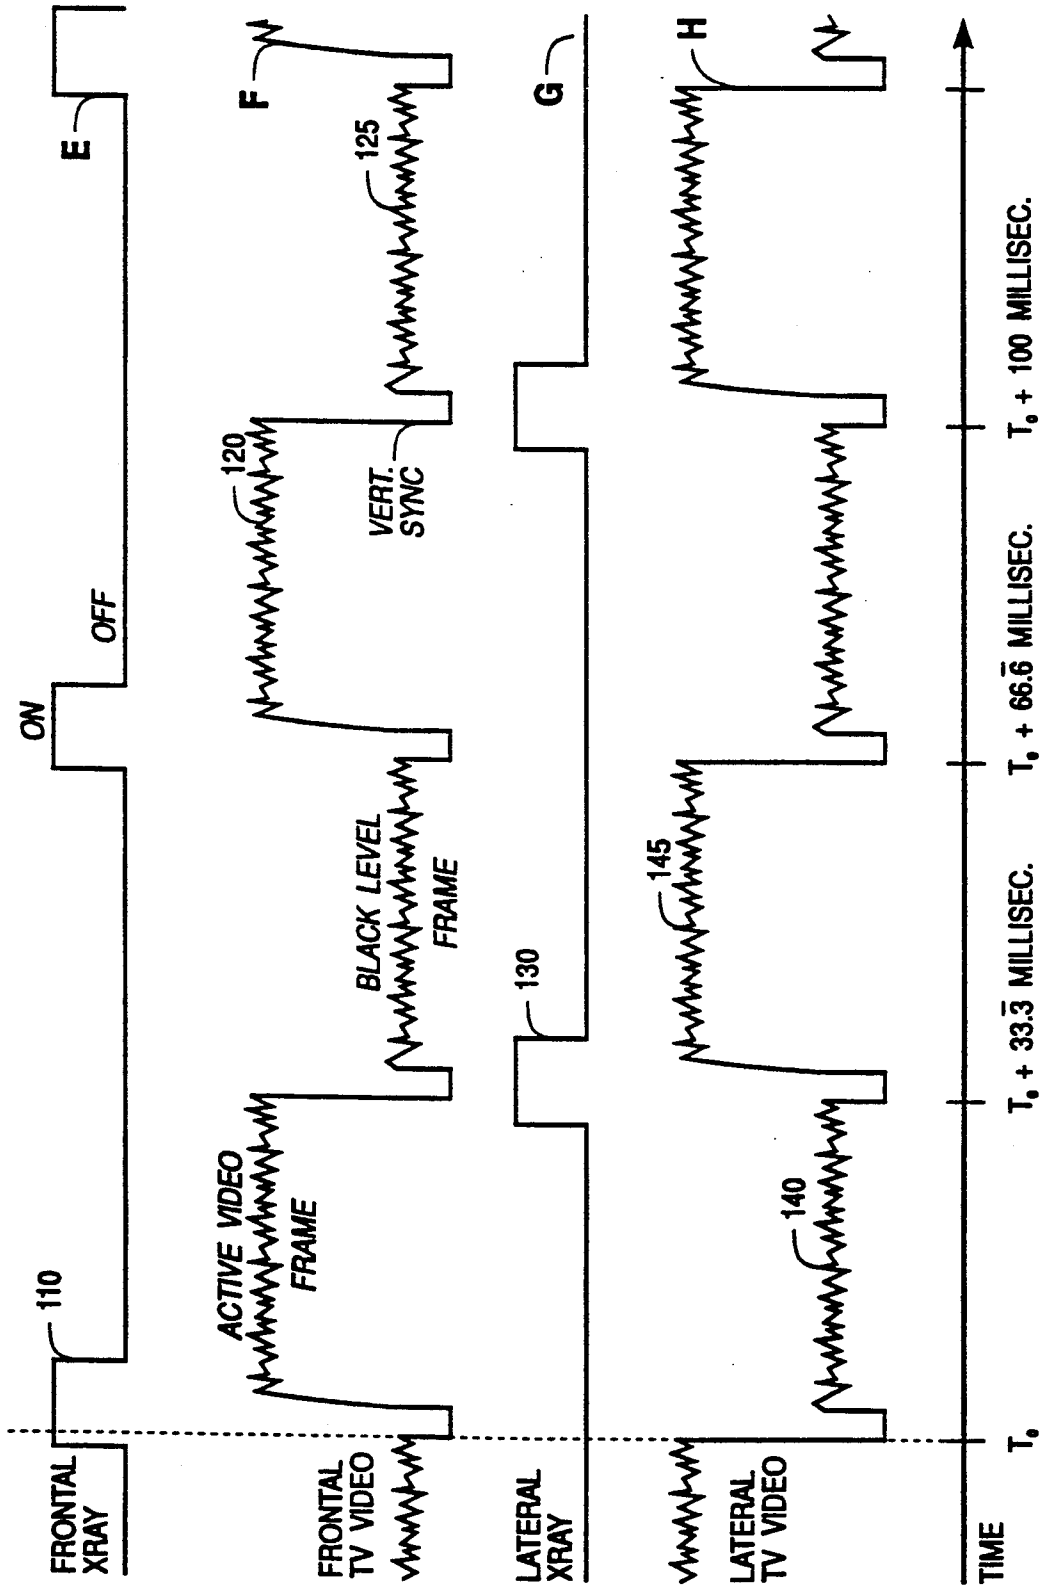 FRONTAL
XRAY
110
ON
OFF
E
FRONTAL
TV VIDEO
ACTIVE VIDEO
FRAME
BLACK LEVEL
FRAME
120
VERT.
SYNC
125
F
LATERAL
XRAY
130
G
LATERAL
TV VIDEO
140
145
H
TIME
T₀
T₀ + 33.3̅ MILLISEC.
T₀ + 66.6̅ MILLISEC.
T₀ + 100 MILLISEC.